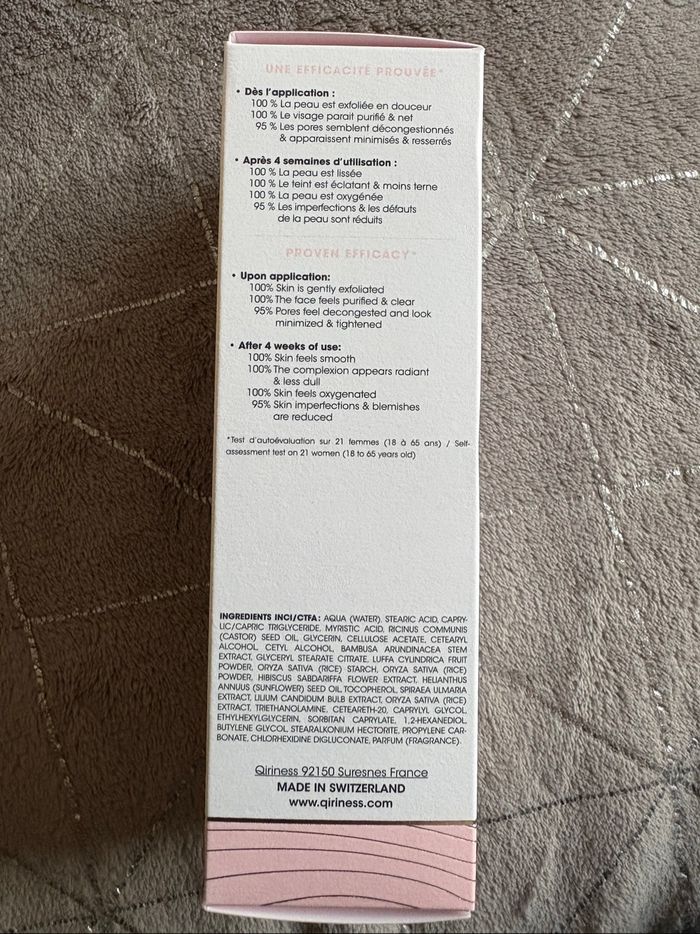 UNE EFFICACITÉ PROUVÉE*
• Dès l'application :
100 % La peau est exfoliée en douceur
100 % Le visage parait purifié & net
95 % Les pores semblent décongestionnés
& apparaissent minimisés & resserrés
• Après 4 semaines d'utilisation :
100 % La peau est lissée
100 % Le teint est éclatant & moins terne
100 % La peau est oxygénée
95 % Les imperfections & les défauts
de la peau sont réduits
PROVEN EFFICACY*
• Upon application:
100% Skin is gently exfoliated
100% The face feels purified & clear
95% Pores feel decongested and look
minimized & tightened
• After 4 weeks of use:
100% Skin feels smooth
100% The complexion appears radiant
& less dull
100% Skin feels oxygenated
95% Skin imperfections & blemishes
are reduced
*Test d'autoévaluation sur 21 femmes (18 à 65 ans) / Self-
assessment test on 21 women (18 to 65 years old)
INGREDIENTS INCI/CTFA: AQUA (WATER), STEARIC ACID, CAPRY-
LIC/CAPRIC TRIGLYCERIDE, MYRISTIC ACID, RICINUS COMMUNIS
(CASTOR) SEED OIL, GLYCERIN, CELLULOSE ACETATE, CETEARYL
ALCOHOL, CETYL ALCOHOL, BAMBUSA ARUNDINACEA STEM
EXTRACT, GLYCERYL STEARATE CITRATE, LUFFA CYLINDRICA FRUIT
POWDER, ORYZA SATIVA (RICE) STARCH, ORYZA SATIVA (RICE)
POWDER, HIBISCUS SABDARIFFA FLOWER EXTRACT, HELIANTHUS
ANNUUS (SUNFLOWER) SEED OIL, TOCOPHEROL, SPIRAEA ULMARIA
EXTRACT, LILIUM CANDIDUM BULB EXTRACT, ORYZA SATIVA (RICE)
EXTRACT, TRIETHANOLAMINE, CETEARETH-20, CAPRYLYL GLYCOL,
ETHYLHEXYLGLYCERIN, SORBITAN CAPRYLATE, 1,2-HEXANEDIOL,
BUTYLENE GLYCOL, STEARALKONIUM HECTORITE, PROPYLENE CAR-
BONATE, CHLORHEXIDINE DIGLUCONATE, PARFUM (FRAGRANCE).
Qiriness 92150 Suresnes France
MADE IN SWITZERLAND
www.qiriness.com